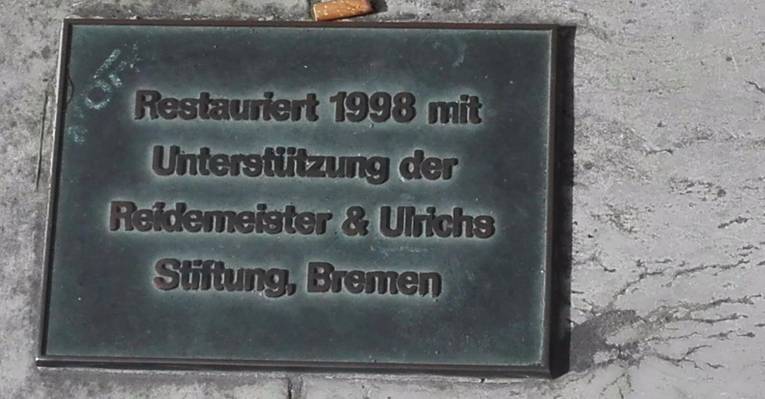 Restauriert 1998 mit
Unterstützung der
Reidemeister & Ulrichs
Stiftung, Bremen